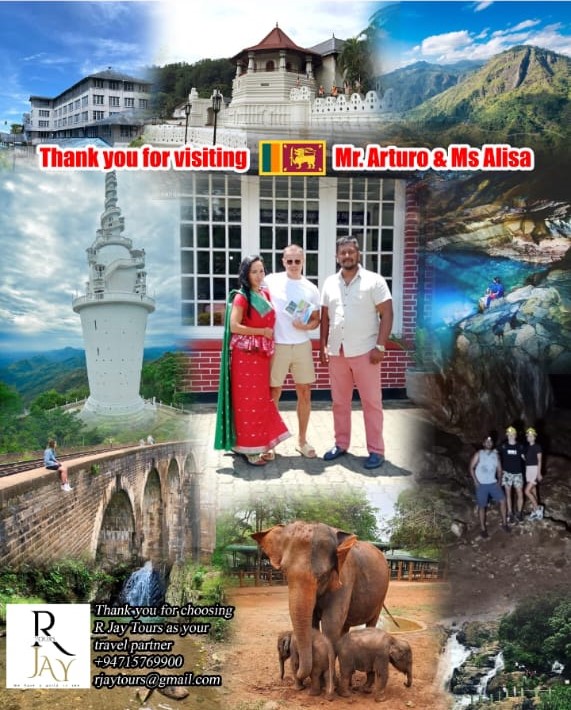 Thank you for visiting Mr. Arturo & Ms Alisa
R
TOURS
JAY
Thank you for choosing
R Jay Tours as your
travel partner
+94715769900
rjaytours@gmail.com